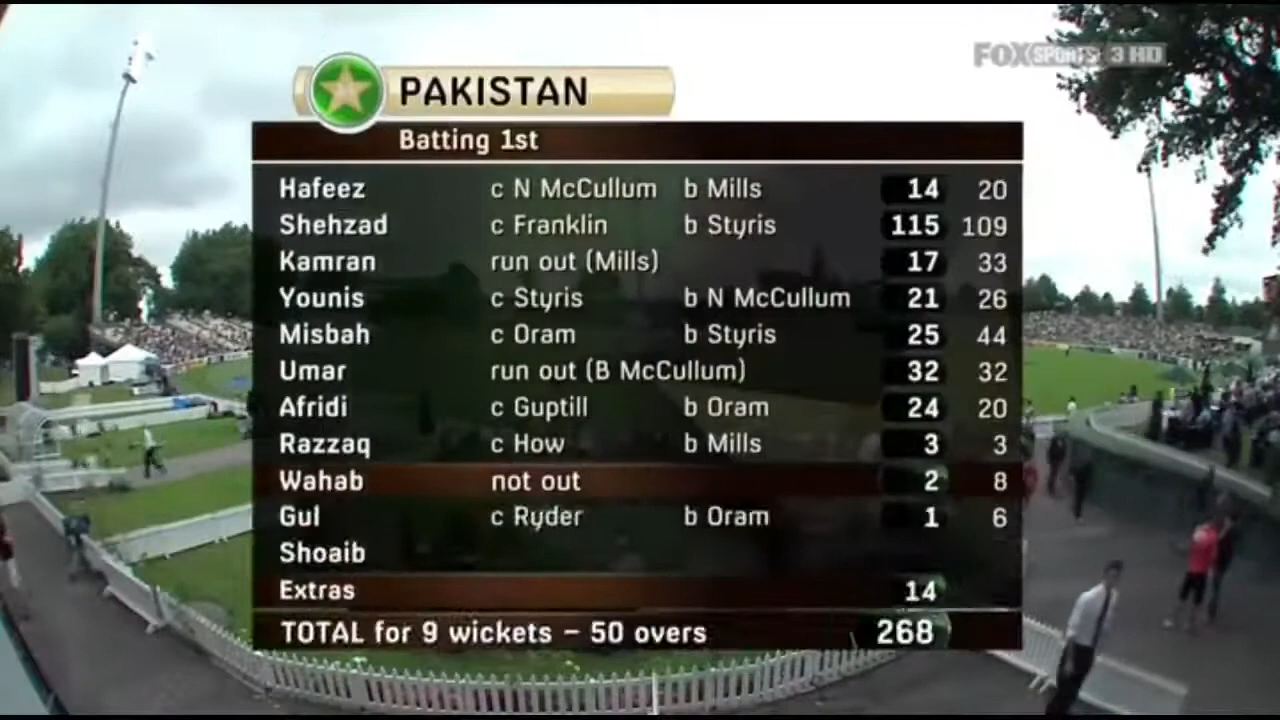 FOX SPORTS 3 HD
PAKISTAN
Batting 1st
Hafeez c N McCullum b Mills 14 20
Shehzad c Franklin b Styris 115 109
Kamran run out (Mills) 17 33
Younis c Styris b N McCullum 21 26
Misbah c Oram b Styris 25 44
Umar run out (B McCullum) 32 32
Afridi c Guptill b Oram 24 20
Razzaq c How b Mills 3 3
Wahab not out 2 8
Gul c Ryder b Oram 1 6
Shoaib
Extras 14
TOTAL for 9 wickets – 50 overs 268